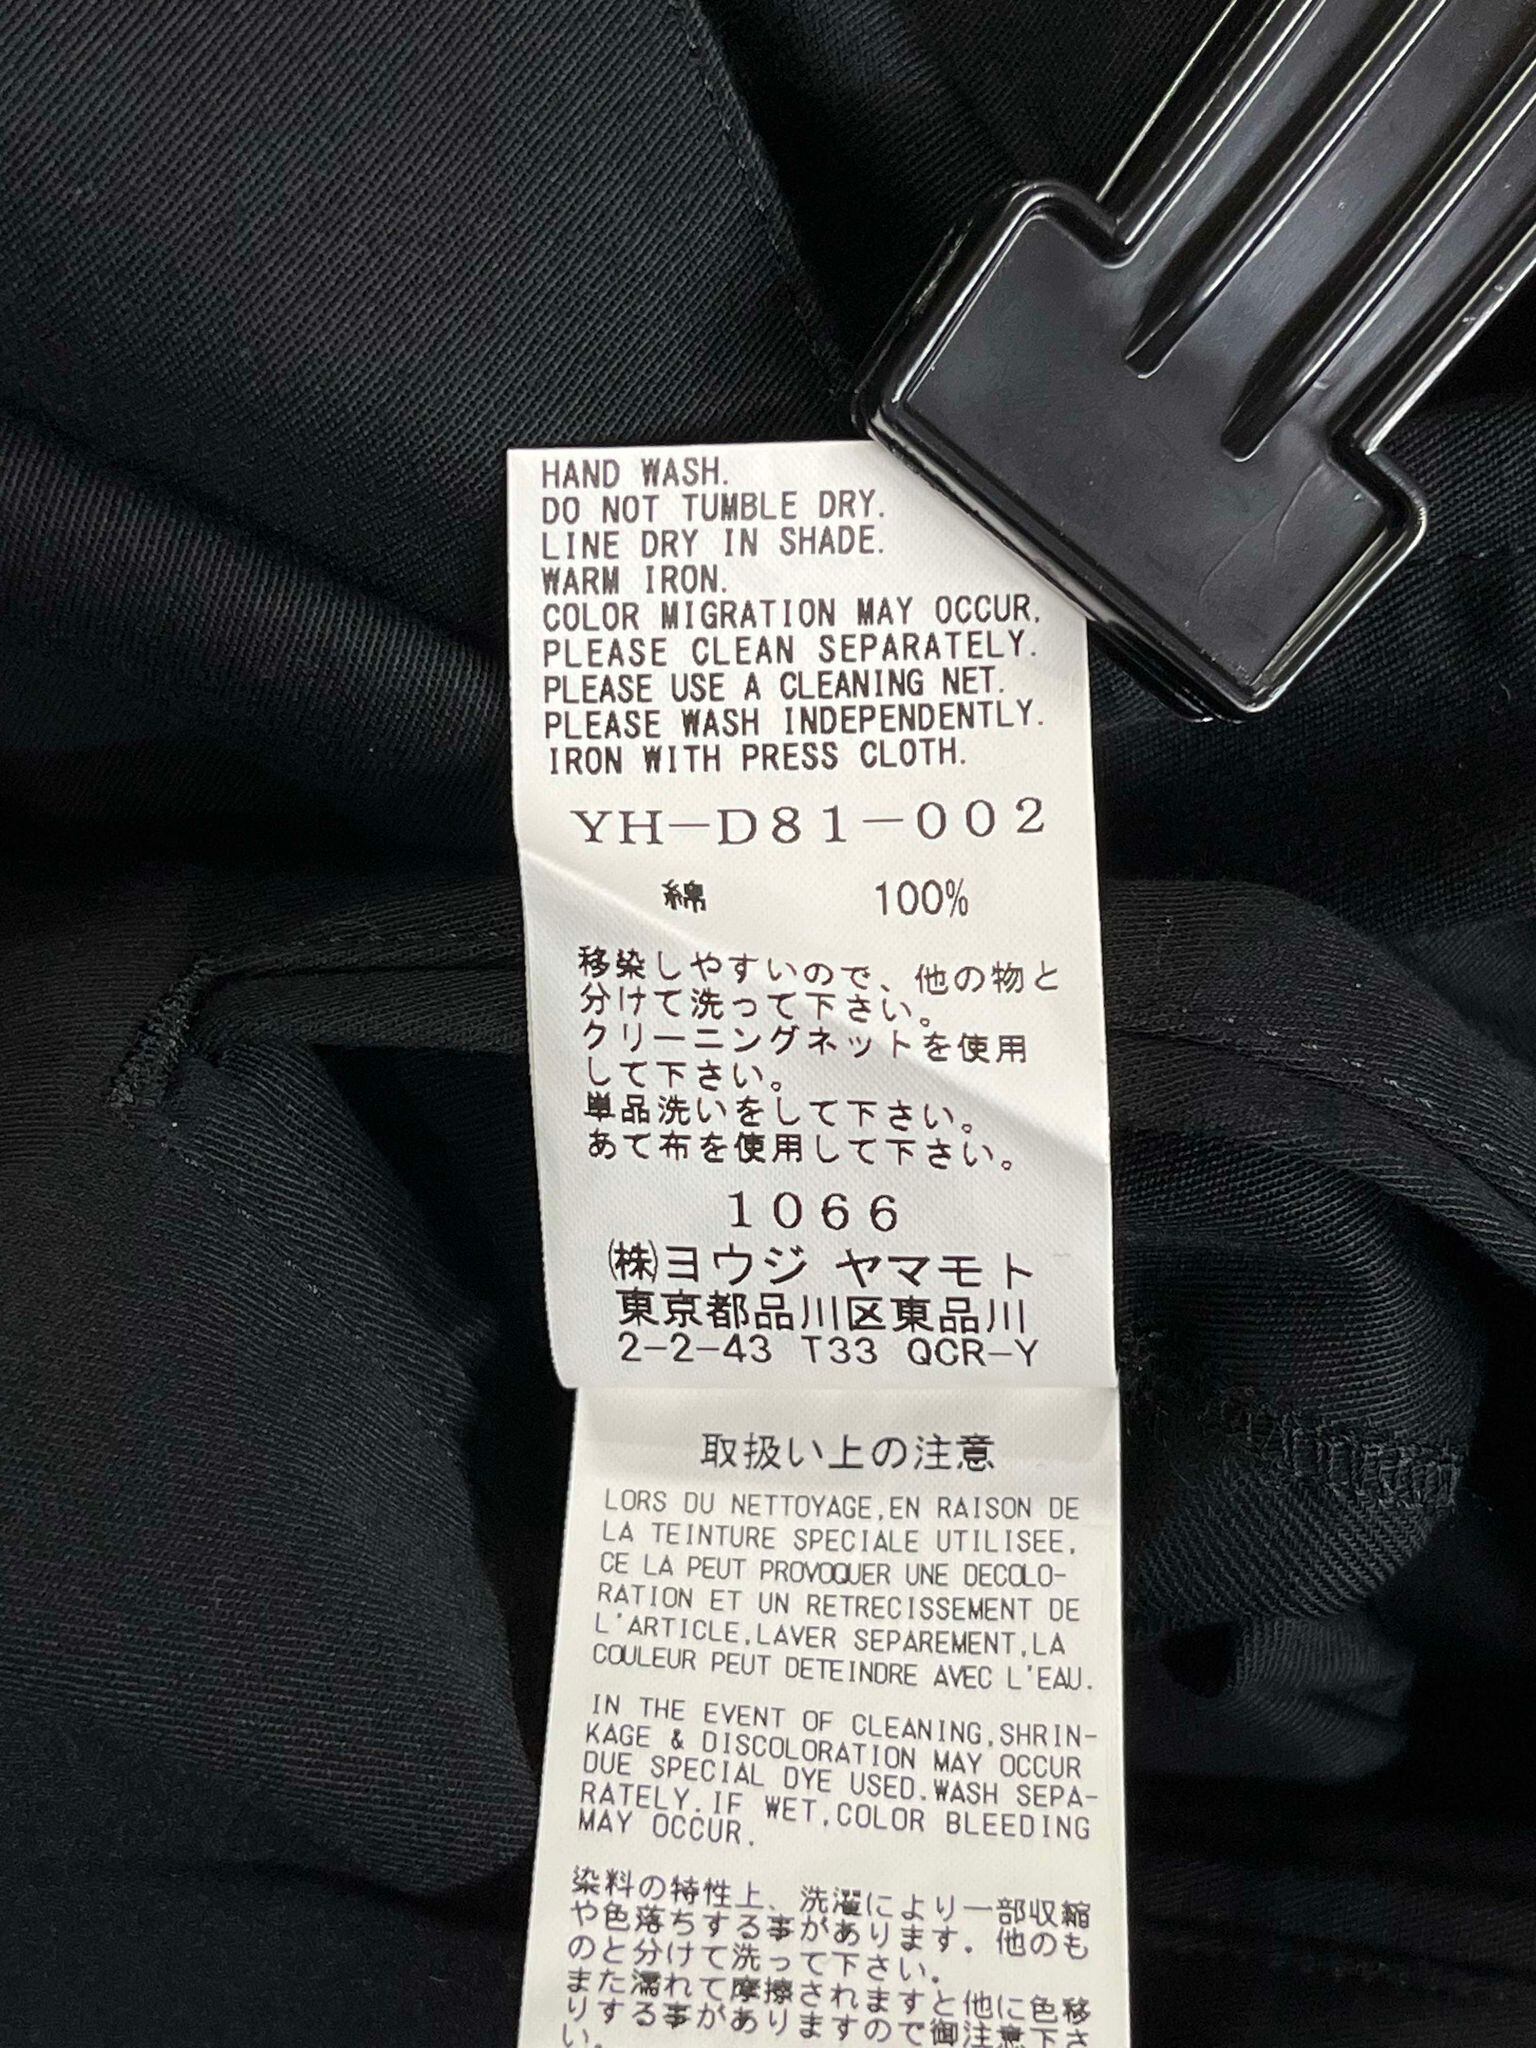 HAND WASH.
DO NOT TUMBLE DRY.
LINE DRY IN SHADE.
WARM IRON.
COLOR MIGRATION MAY OCCUR,
PLEASE CLEAN SEPARATELY.
PLEASE USE A CLEANING NET.
PLEASE WASH INDEPENDENTLY.
IRON WITH PRESS CLOTH.
YH-D81-002
綿 100%
移染しやすいので、他の物と
分けて洗って下さい。
クリーニングネットを使用
して下さい。
単品洗いをして下さい。
あて布を使用して下さい。
1066
㈱ヨウジ ヤマモト
東京都品川区東品川
2-2-43 T33 QCR-Y
取扱い上の注意
LORS DU NETTOYAGE,EN RAISON DE
LA TEINTURE SPECIALE UTILISEE,
CE LA PEUT PROVOQUER UNE DECOLO-
RATION ET UN RETRECISSEMENT DE
L'ARTICLE,LAVER SEPAREMENT,LA
COULEUR PEUT DETEINDRE AVEC L'EAU.
IN THE EVENT OF CLEANING,SHRIN-
KAGE & DISCOLORATION MAY OCCUR
DUE SPECIAL DYE USED.WASH SEPA-
RATELY.IF WET,COLOR BLEEDING
MAY OCCUR.
染料の特性上、洗濯により一部収縮
や色落ちする事があります。他のも
のと分けて洗って下さい。
また濡れて摩擦されますと他に色移
りする事がありますので御注意下さ
い。